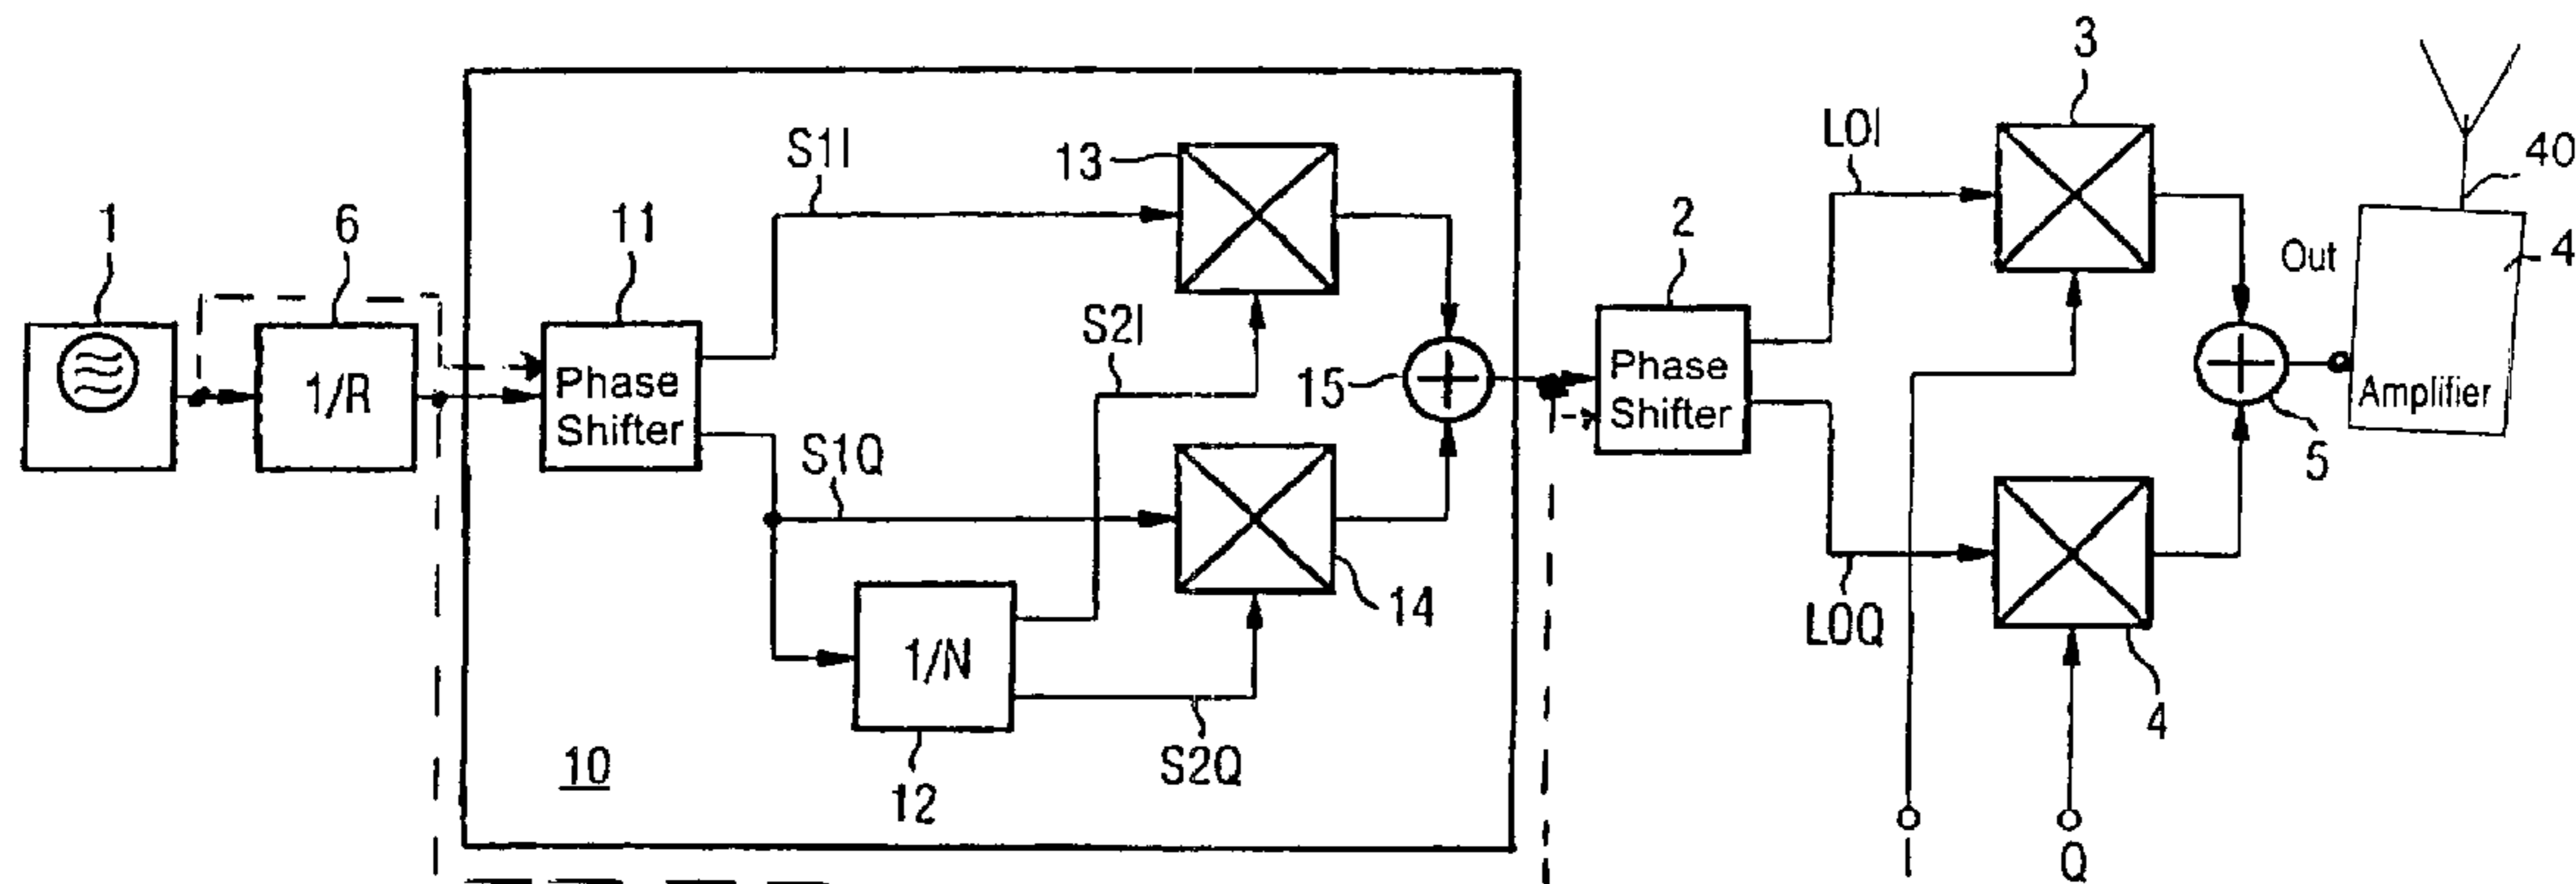 3
S1I
13
LOI
40
1
6
11
2
Out
4
S2I
1/R
Phase
Shifter
15
Phase
Shifter
Amplifier
5
S1Q
14
LOQ
1/N
4
S2Q
10
12
I
Q